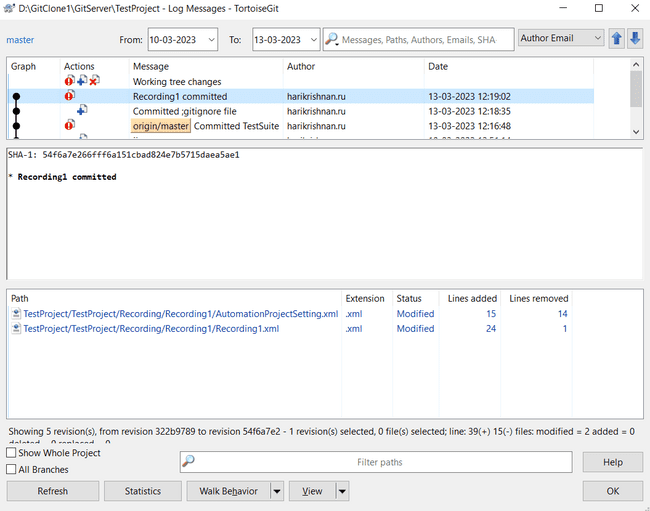 D:\GitClone1\GitServer\TestProject - Log Messages - TortoiseGit
master From: 10-03-2023 To: 13-03-2023 Messages, Paths, Authors, Emails, SHA- Author Email
Graph Actions Message Author Date
Working tree changes
Recording1 committed harikrishnan.ru 13-03-2023 12:19:02
Committed ;gitignore file harikrishnan.ru 13-03-2023 12:18:35
origin/master Committed TestSuite harikrishnan.ru 13-03-2023 12:16:48
SHA-1: 54f6a7e266fff6a151cbad824e7b5715daea5ae1
* Recording1 committed
Path Extension Status Lines added Lines removed
TestProject/TestProject/Recording/Recording1/AutomationProjectSetting.xml .xml Modified 15 14
TestProject/TestProject/Recording/Recording1/Recording1.xml .xml Modified 24 1
Showing 5 revision(s), from revision 322b9789 to revision 54f6a7e2 - 1 revision(s) selected, 0 file(s) selected; line: 39(+) 15(-) files: modified = 2 added = 0
deleted = 0 replaced = 0
Show Whole Project
All Branches
Filter paths
Help
Refresh Statistics Walk Behavior View OK